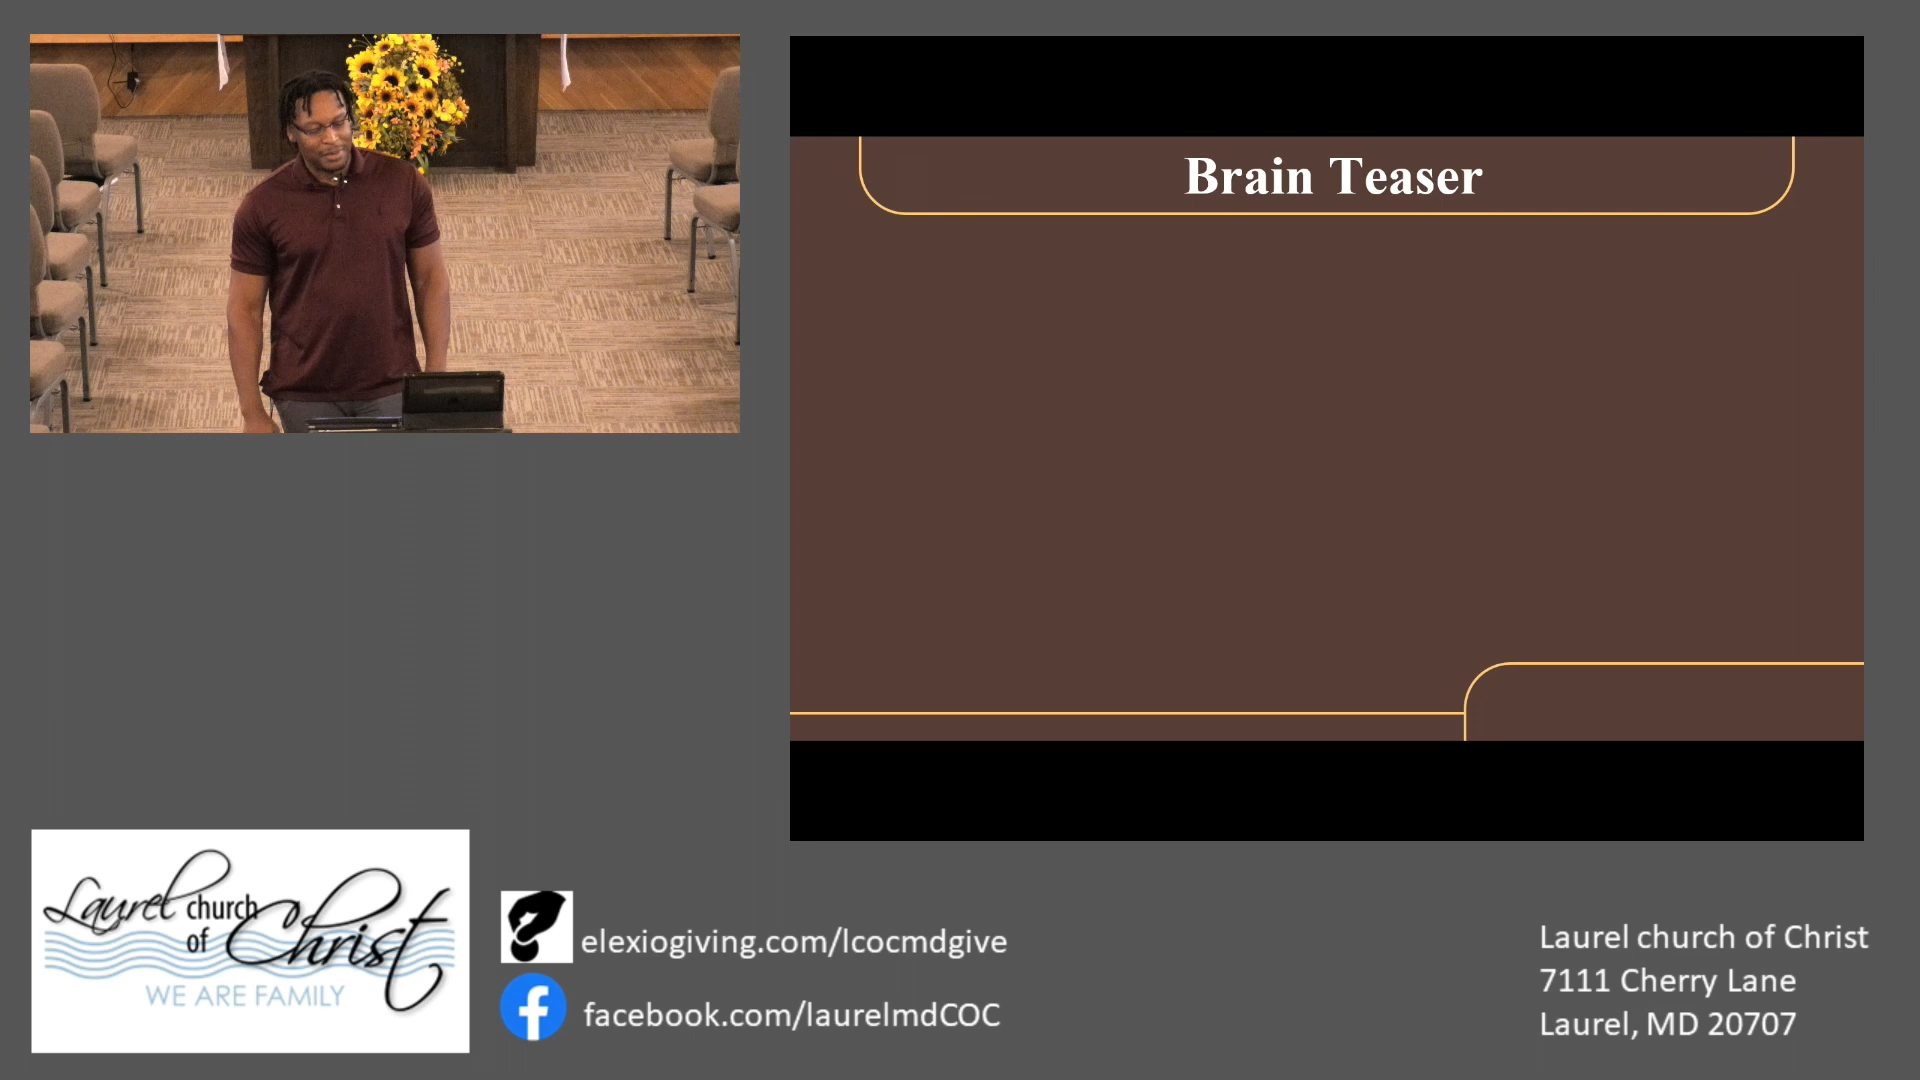 Brain Teaser
Laurel church
of Christ
WE ARE FAMILY
elexiogiving.com/lcocmdgive
facebook.com/laurelmdCOC
Laurel church of Christ
7111 Cherry Lane
Laurel, MD 20707